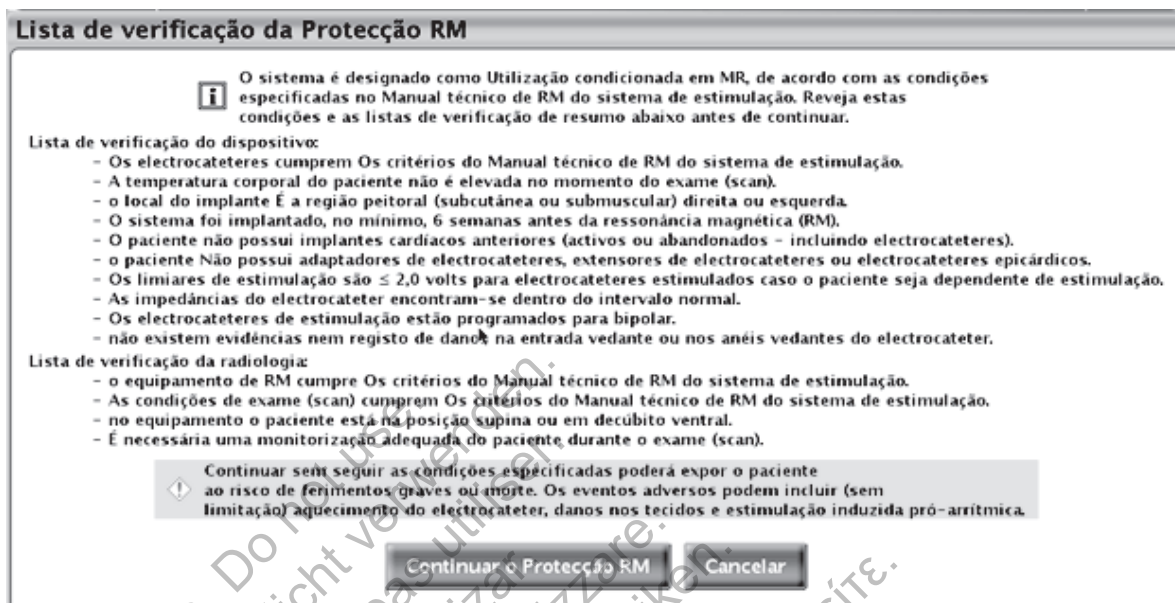 Lista de verificação da Protecção RM
O sistema é designado como Utilização condicionada em MR, de acordo com as condições
especificadas no Manual técnico de RM do sistema de estimulação. Reveja estas
condições e as listas de verificação de resumo abaixo antes de continuar.
Lista de verificação do dispositivo:
- Os electrocateteres cumprem Os critérios do Manual técnico de RM do sistema de estimulação.
- A temperatura corporal do paciente não é elevada no momento do exame (scan).
- o local do implante É a região peitoral (subcutânea ou submuscular) direita ou esquerda.
- O sistema foi implantado, no mínimo, 6 semanas antes da ressonância magnética (RM).
- O paciente não possui implantes cardíacos anteriores (activos ou abandonados - incluindo electrocateteres).
- o paciente Não possui adaptadores de electrocateteres, extensores de electrocateteres ou electrocateteres epicárdicos.
- Os limiares de estimulação são ≤ 2,0 volts para electrocateteres estimulados caso o paciente seja dependente de estimulação.
- As impedâncias do electrocateter encontram-se dentro do intervalo normal.
- Os electrocateteres de estimulação estão programados para bipolar.
- não existem evidências nem registo de danos na entrada vedante ou nos anéis vedantes do electrocateter.
Lista de verificação da radiologia:
- o equipamento de RM cumpre Os critérios do Manual técnico de RM do sistema de estimulação.
- As condições de exame (scan) cumprem Os critérios do Manual técnico de RM do sistema de estimulação.
- no equipamento o paciente está na posição supina ou em decúbito ventral.
- É necessária uma monitorização adequada do paciente durante o exame (scan).
Continuar sem seguir as condições especificadas poderá expor o paciente
ao risco de ferimentos graves ou morte. Os eventos adversos podem incluir (sem
limitação) aquecimento do electrocateter, danos nos tecidos e estimulação induzida pró-arrítmica.
Continuar o Protecção RM Cancelar
Do not use.
verwenden.
utiliser.